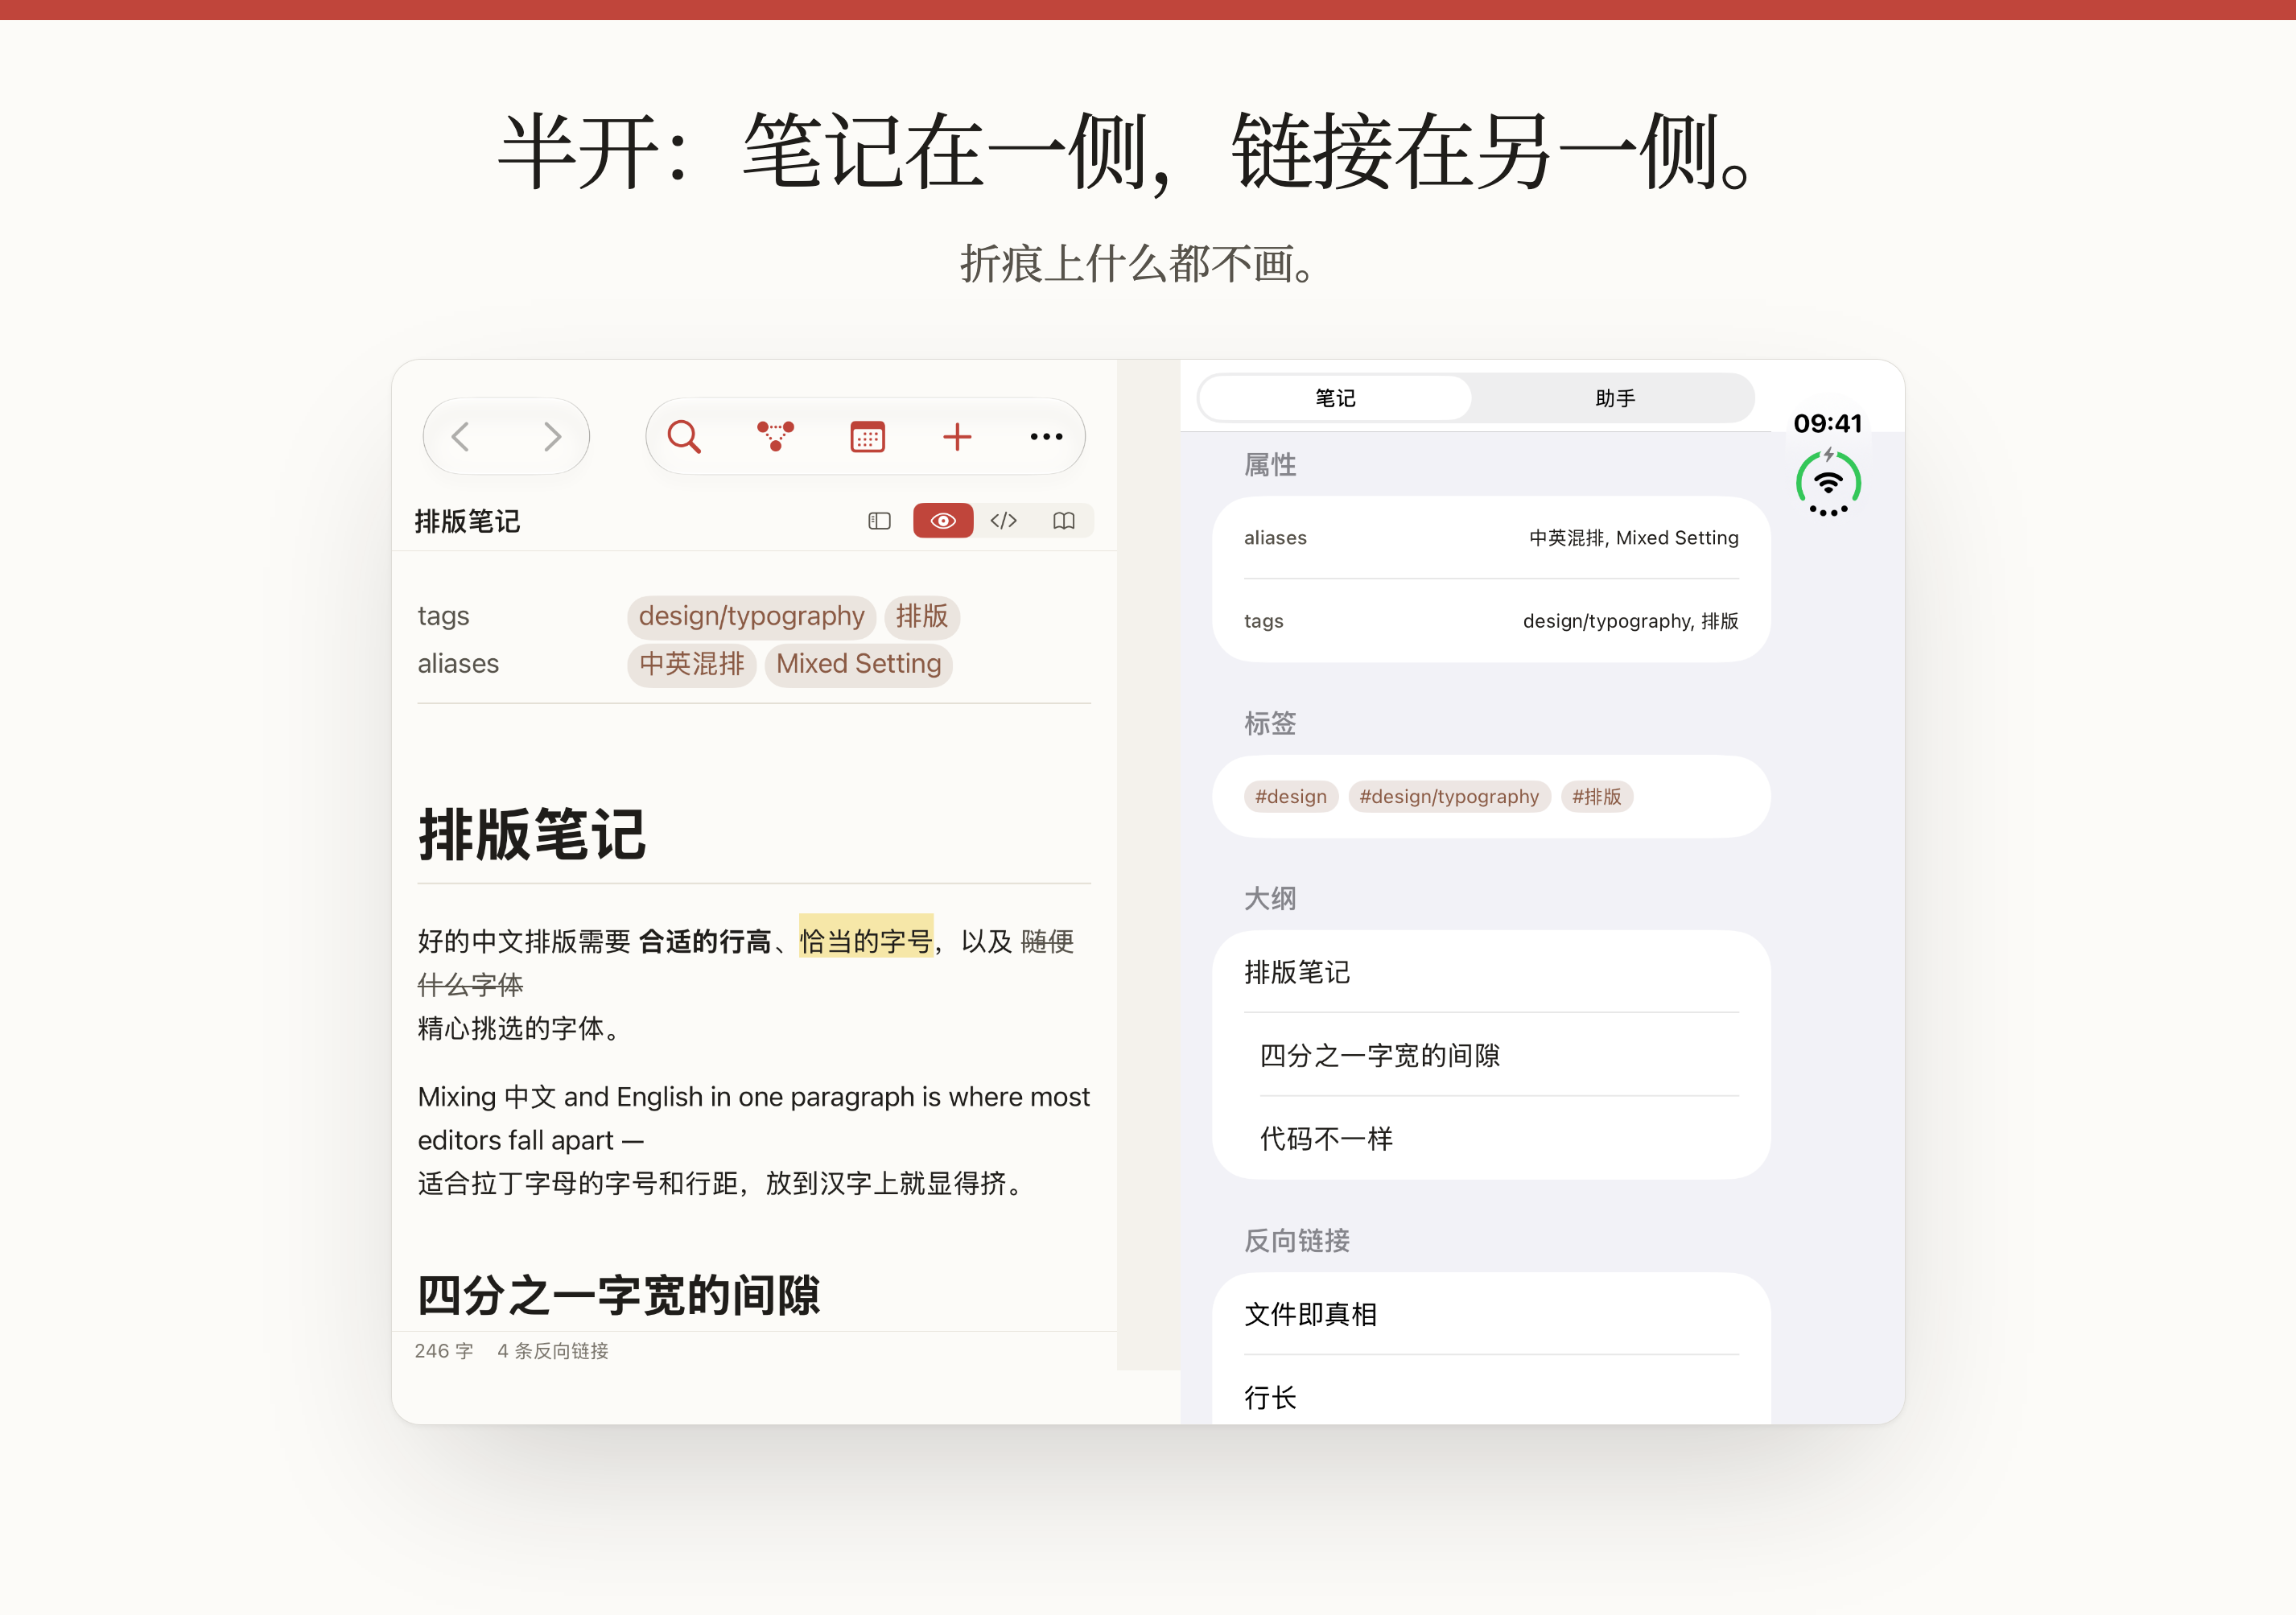 半开：笔记在一侧，链接在另一侧。
折痕上什么都不画。
排版笔记
tags design/typography 排版
aliases 中英混排 Mixed Setting
排版笔记
好的中文排版需要 合适的行高、恰当的字号，以及 随便
什么字体
精心挑选的字体。
Mixing 中文 and English in one paragraph is where most
editors fall apart —
适合拉丁字母的字号和行距，放到汉字上就显得挤。
四分之一字宽的间隙
246 字 4 条反向链接
笔记 助手
09:41
属性
aliases 中英混排, Mixed Setting
tags design/typography, 排版
标签
#design #design/typography #排版
大纲
排版笔记
四分之一字宽的间隙
代码不一样
反向链接
文件即真相
行长